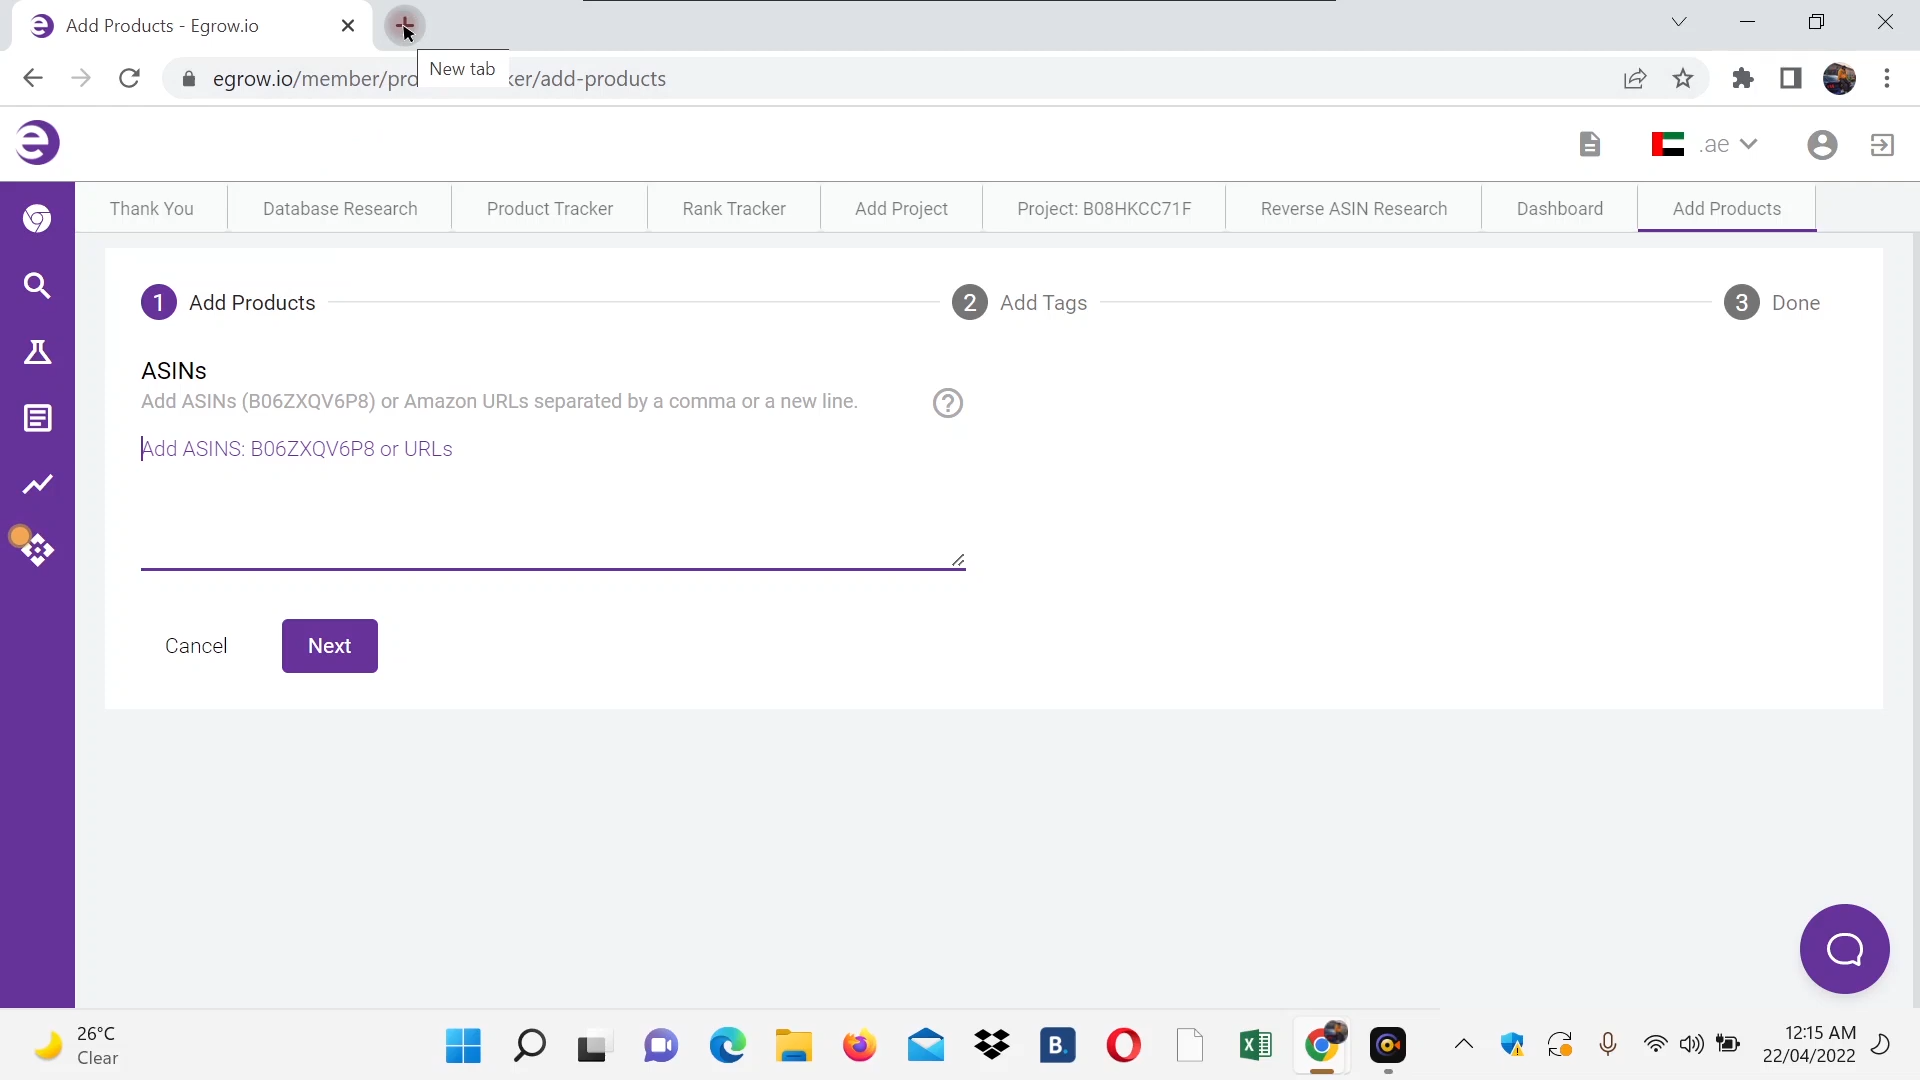 Add Products - Egrow.io
New tab
egrow.io/member/pro ker/add-products
.ae
Thank You
Database Research
Product Tracker
Rank Tracker
Add Project
Project: B08HKCC71F
Reverse ASIN Research
Dashboard
Add Products
1 Add Products
2 Add Tags
3 Done
ASINs
Add ASINs (B06ZXQV6P8) or Amazon URLs separated by a comma or a new line.
Add ASINS: B06ZXQV6P8 or URLs
Cancel
Next
26°C
Clear
B.
12:15 AM
22/04/2022